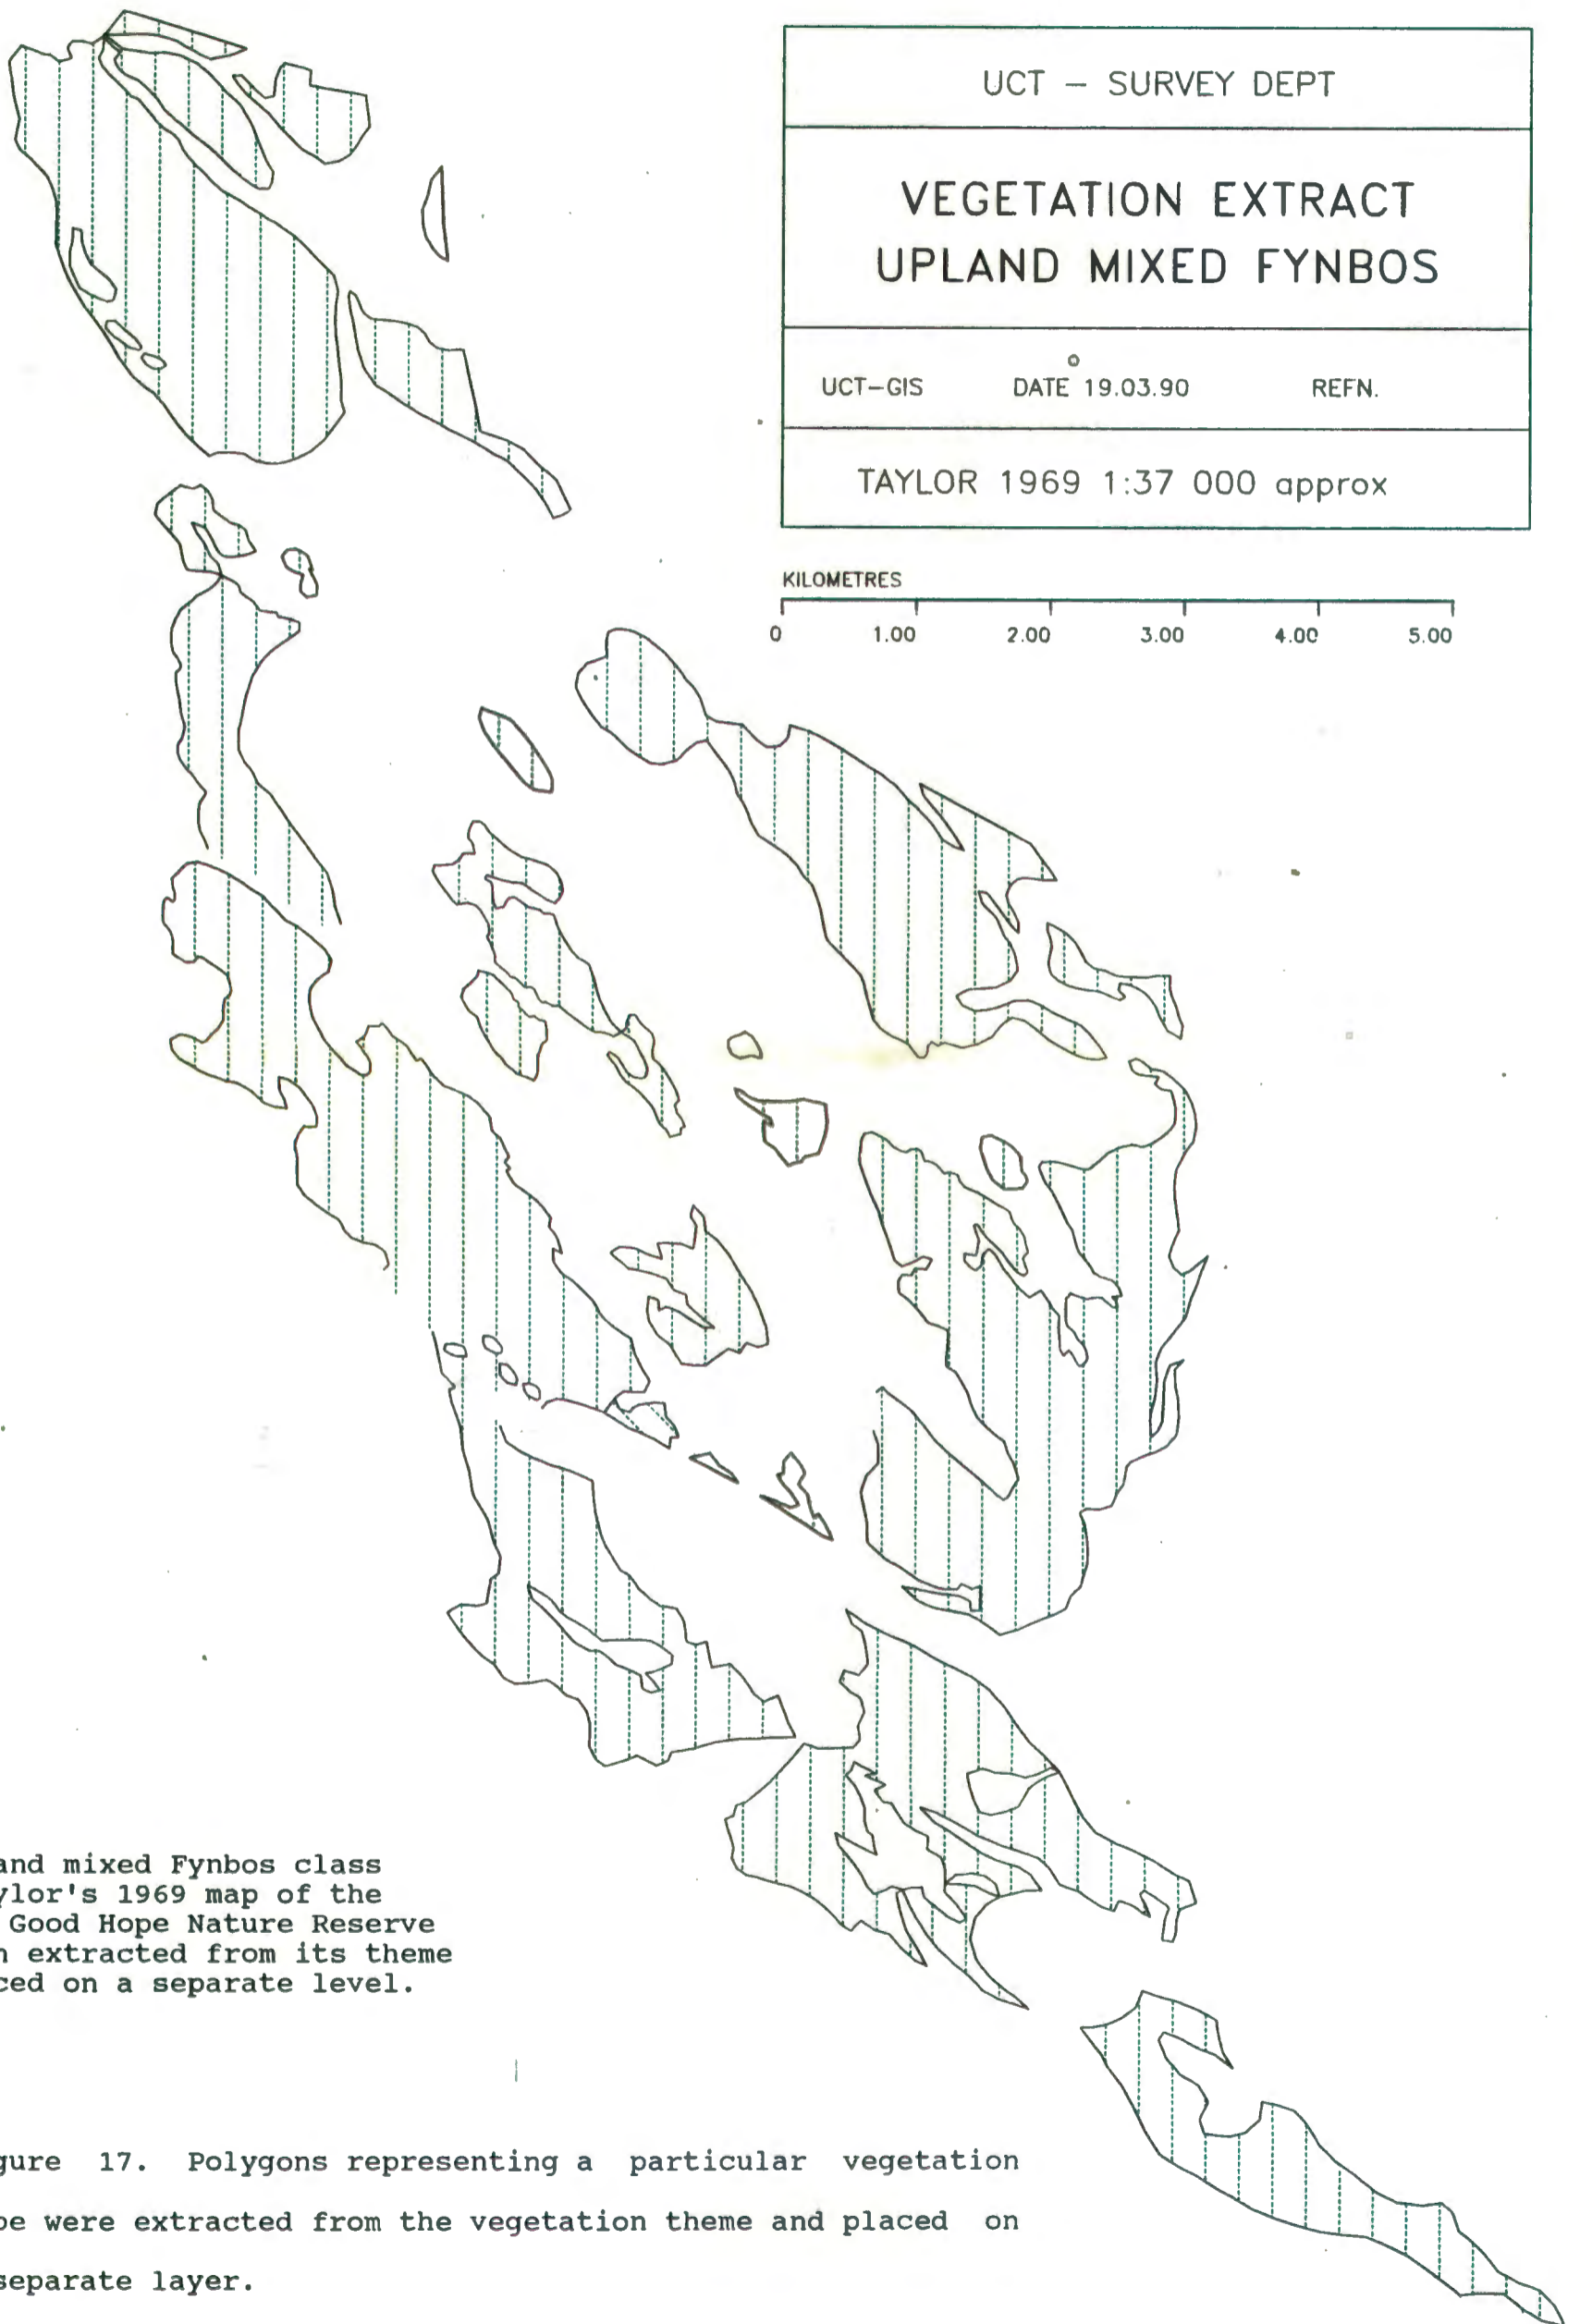 UCT – SURVEY DEPT
VEGETATION EXTRACT
UPLAND MIXED FYNBOS
UCT–GIS DATE 19.03.90 REFN.
TAYLOR 1969 1:37 000 approx
KILOMETRES
0 1.00 2.00 3.00 4.00 5.00
and mixed Fynbos class
ylor's 1969 map of the
Good Hope Nature Reserve
n extracted from its theme
ced on a separate level.
gure 17. Polygons representing a particular vegetation
pe were extracted from the vegetation theme and placed on
separate layer.